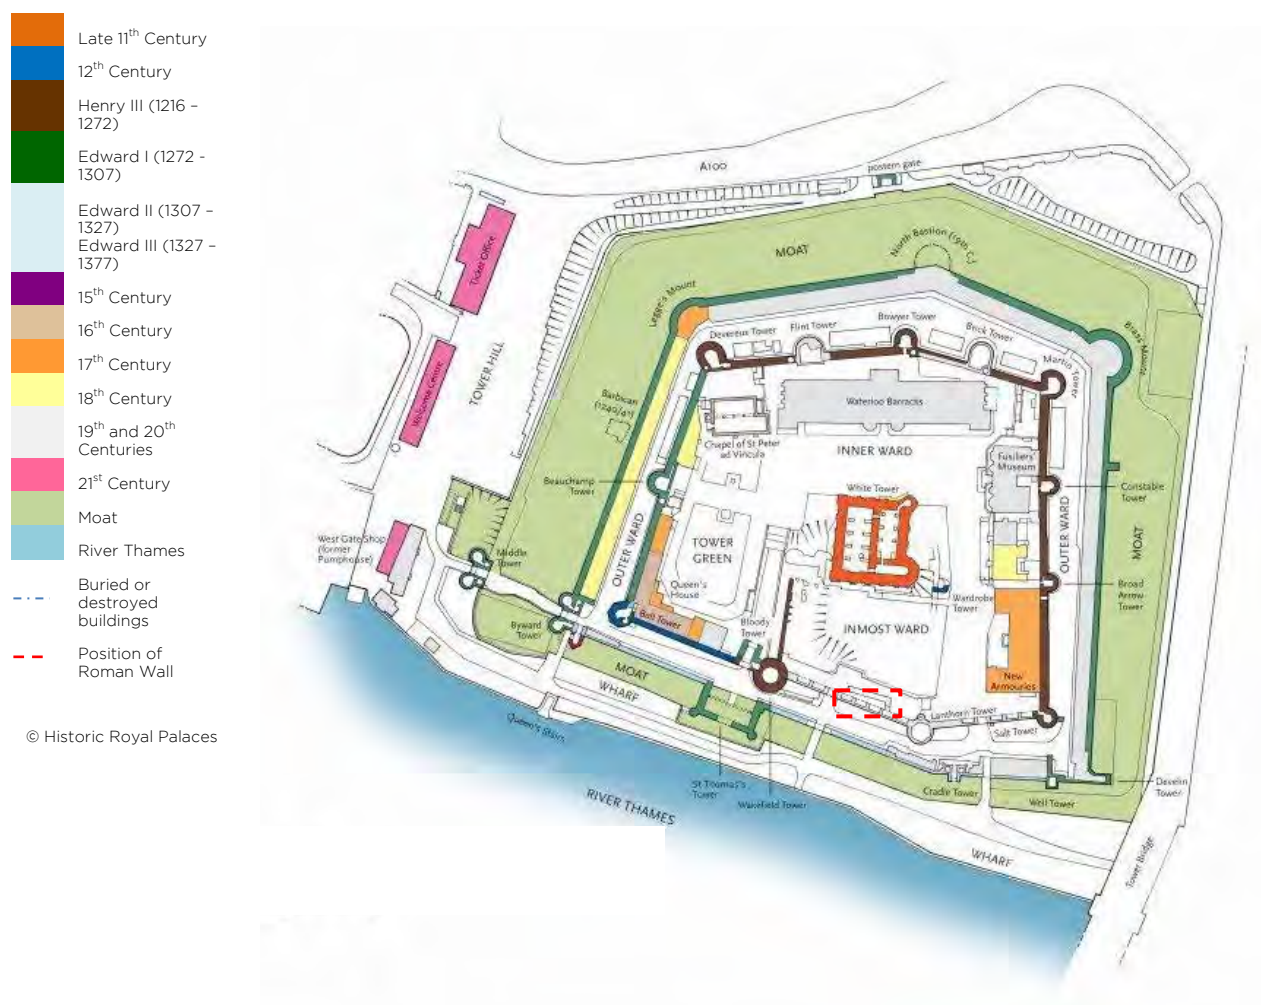 Late 11th Century
12th Century
Henry III (1216 –
1272)
Edward I (1272 -
1307)
Edward II (1307 –
1327)
Edward III (1327 –
1377)
15th Century
16th Century
17th Century
18th Century
19th and 20th
Centuries
21st Century
Moat
River Thames
Buried or
destroyed
buildings
Position of
Roman Wall
© Historic Royal Palaces
A100
postern gate
MOAT
North Bastion (19th C.)
Ticket Office
Legge's Mount
Devereux Tower
Flint Tower
Bowyer Tower
Brick Tower
Martin Tower
Brass Mount
TOWER HILL
Welcome Centre
Barbican
(1240/41)
Waterloo Barracks
Chapel of St Peter
ad Vincula
INNER WARD
Fusiliers'
Museum
Beauchamp
Tower
White Tower
Constable
Tower
OUTER WARD
OUTER WARD
MOAT
West Gate Shop
(former
Pumphouse)
Middle
Tower
TOWER
GREEN
Queen's
House
Wardrobe
Tower
Broad
Arrow
Tower
Byward
Tower
Bell Tower
Bloody
Tower
INMOST WARD
MOAT
WHARF
New
Armouries
Lanthorn Tower
Salt Tower
Queen's Stairs
St Thomas's
Tower
Wakefield Tower
Cradle Tower
Well Tower
Develin
Tower
RIVER THAMES
WHARF
Tower Bridge